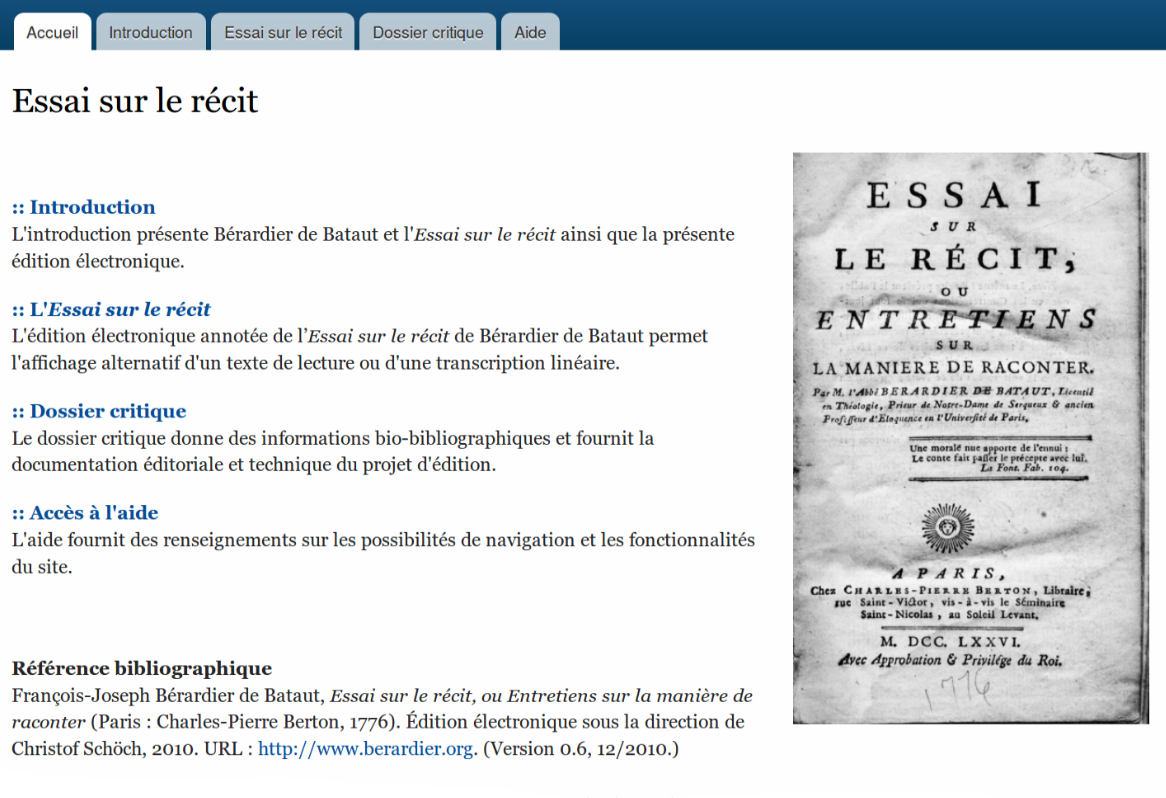 Accueil
Introduction
Essai sur le récit
Dossier critique
Aide
Essai sur le récit
:: Introduction
L'introduction présente Bérardier de Bataut et l'Essai sur le récit ainsi que la présente
édition électronique.
:: L'Essai sur le récit
L'édition électronique annotée de l’Essai sur le récit de Bérardier de Bataut permet
l'affichage alternatif d'un texte de lecture ou d'une transcription linéaire.
:: Dossier critique
Le dossier critique donne des informations bio-bibliographiques et fournit la
documentation éditoriale et technique du projet d'édition.
:: Accès à l'aide
L'aide fournit des renseignements sur les possibilités de navigation et les fonctionnalités
du site.
Référence bibliographique
François-Joseph Bérardier de Bataut, Essai sur le récit, ou Entretiens sur la manière de
raconter (Paris : Charles-Pierre Berton, 1776). Édition électronique sous la direction de
Christof Schöch, 2010. URL : http://www.berardier.org. (Version 0.6, 12/2010.)
ESSAI
SUR
LE RÉCIT,
OU
ENTRETIENS
SUR
LA MANIERE DE RACONTER.
Par M. l'Abbé BERARDIER DE BATAUT, Licentié
en Théologie, Prieur de Notre-Dame de Serqueux & ancien
Professeur d'Eloquence en l'Université de Paris.
Une morale nue apporte de l'ennui :
Le conte fait passer le précepte avec lui.
La Font. Fab. 104.
A PARIS,
Chez CHARLES-PIERRE BERTON, Libraire,
rue Saint-Victor, vis-à-vis le Séminaire
Saint-Nicolas, au Soleil Levant.
M. DCC. LXXVI.
Avec Approbation & Privilége du Roi.
1776